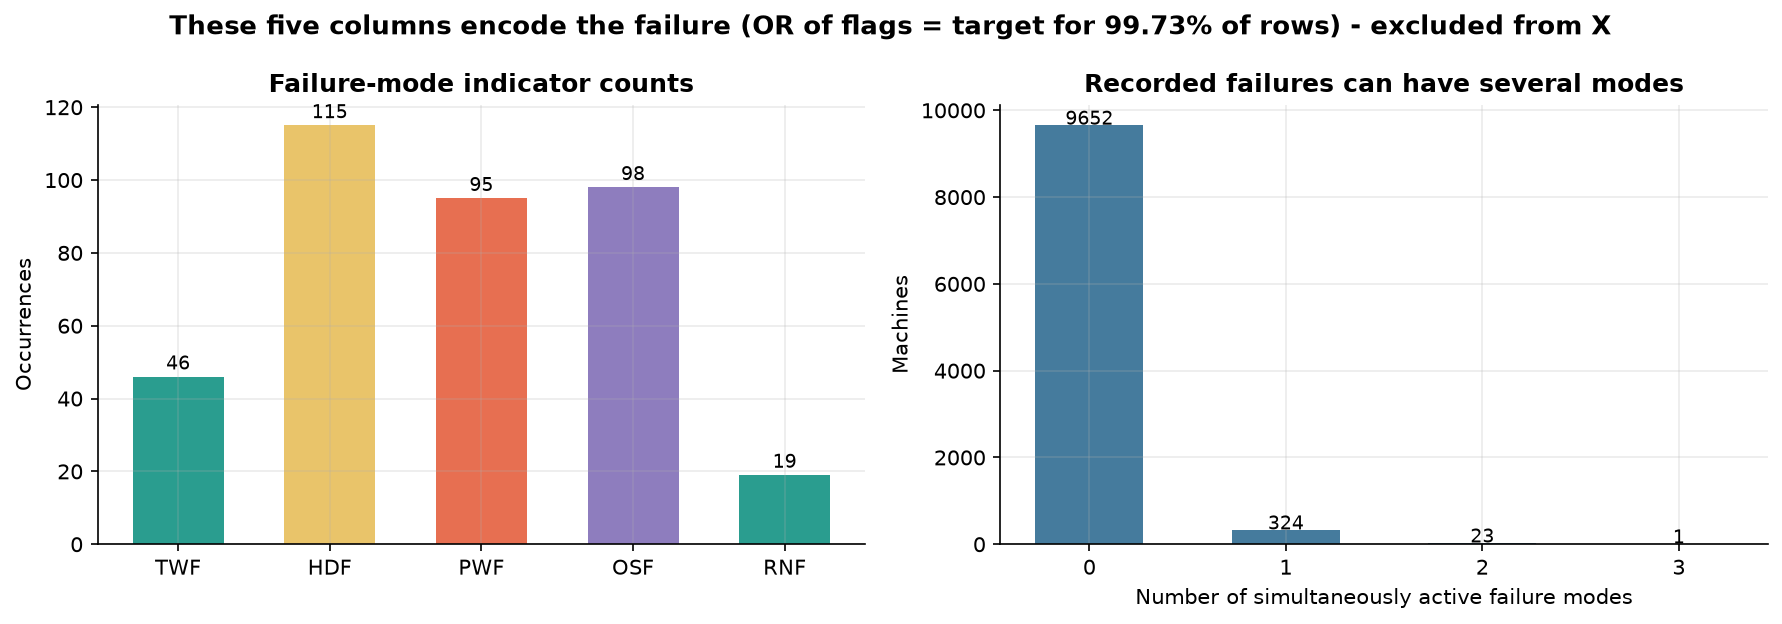 These five columns encode the failure (OR of flags = target for 99.73% of rows) - excluded from X
Failure-mode indicator counts
Occurrences
120
100
80
60
40
20
0
46
115
95
98
19
TWF HDF PWF OSF RNF
Recorded failures can have several modes
Machines
10000
8000
6000
4000
2000
0
9652
324
23
1
0 1 2 3
Number of simultaneously active failure modes